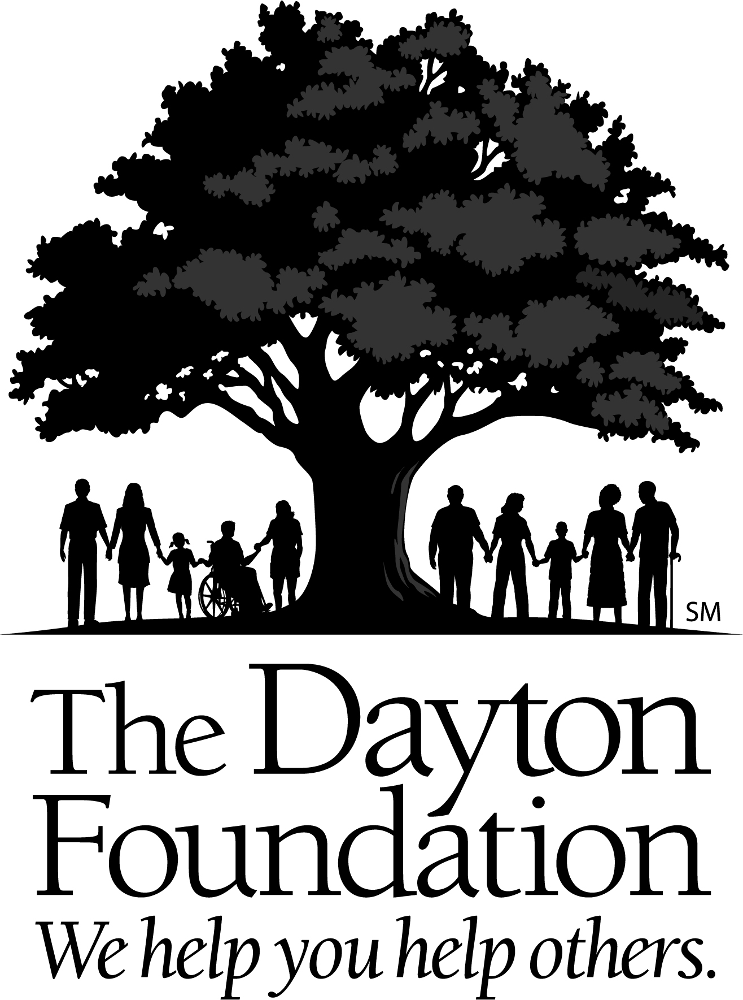 SM
The Dayton
Foundation
We help you help others.